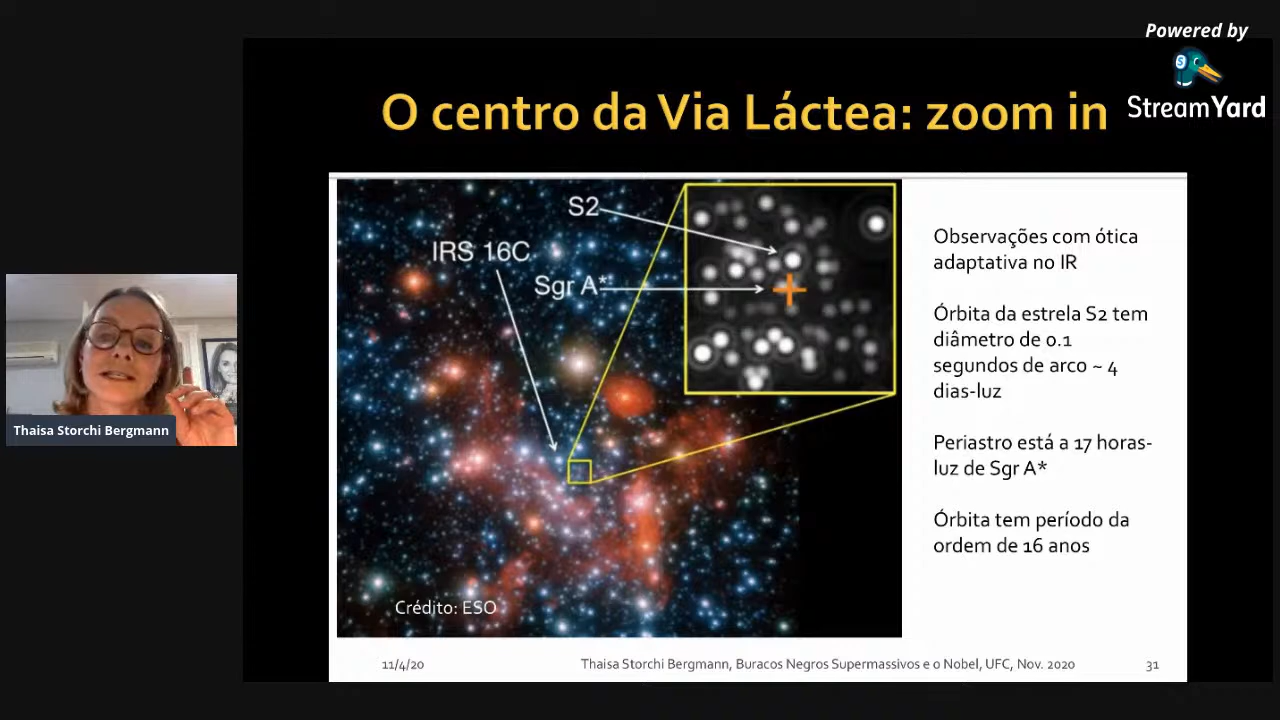 Powered by
StreamYard
O centro da Via Láctea: zoom in
S2
IRS 16C
Sgr A*
Crédito: ESO
Observações com ótica
adaptativa no IR
Órbita da estrela S2 tem
diâmetro de 0.1
segundos de arco ~ 4
dias-luz
Periastro está a 17 horas-
luz de Sgr A*
Órbita tem período da
ordem de 16 anos
Thaisa Storchi Bergmann
11/4/20
Thaisa Storchi Bergmann, Buracos Negros Supermassivos e o Nobel, UFC, Nov. 2020
31